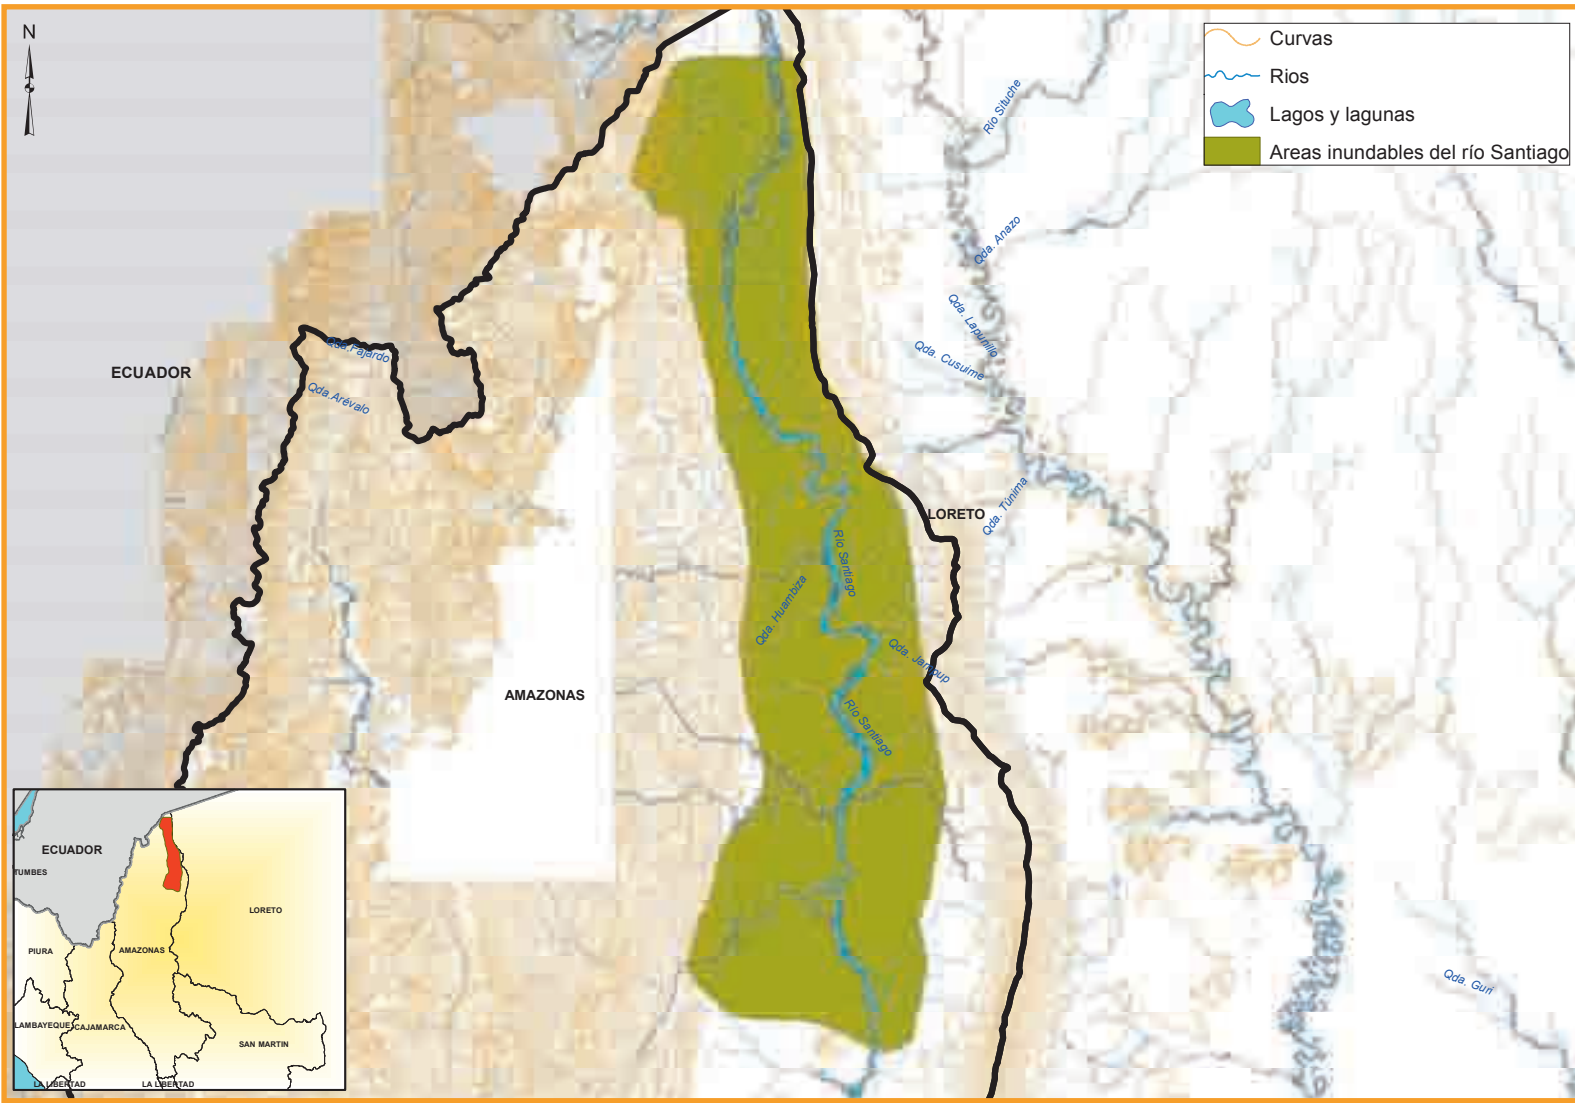 N
Curvas
Rios
Lagos y lagunas
Areas inundables del río Santiago
Rio Situche
Qda. Anazo
Qda. Lapunillo
Qda. Cusuime
Qda.Fajardo
ECUADOR
Qda.Arévalo
Qda. Túnima
LORETO
Río Santiago
Qda. Huambiza
AMAZONAS
Río Santiago
Qda. Guri
ECUADOR
TUMBES
LORETO
PIURA
AMAZONAS
LAMBAYEQUE
CAJAMARCA
SAN MARTIN
LA LIBERTAD
LA LIBERTAD